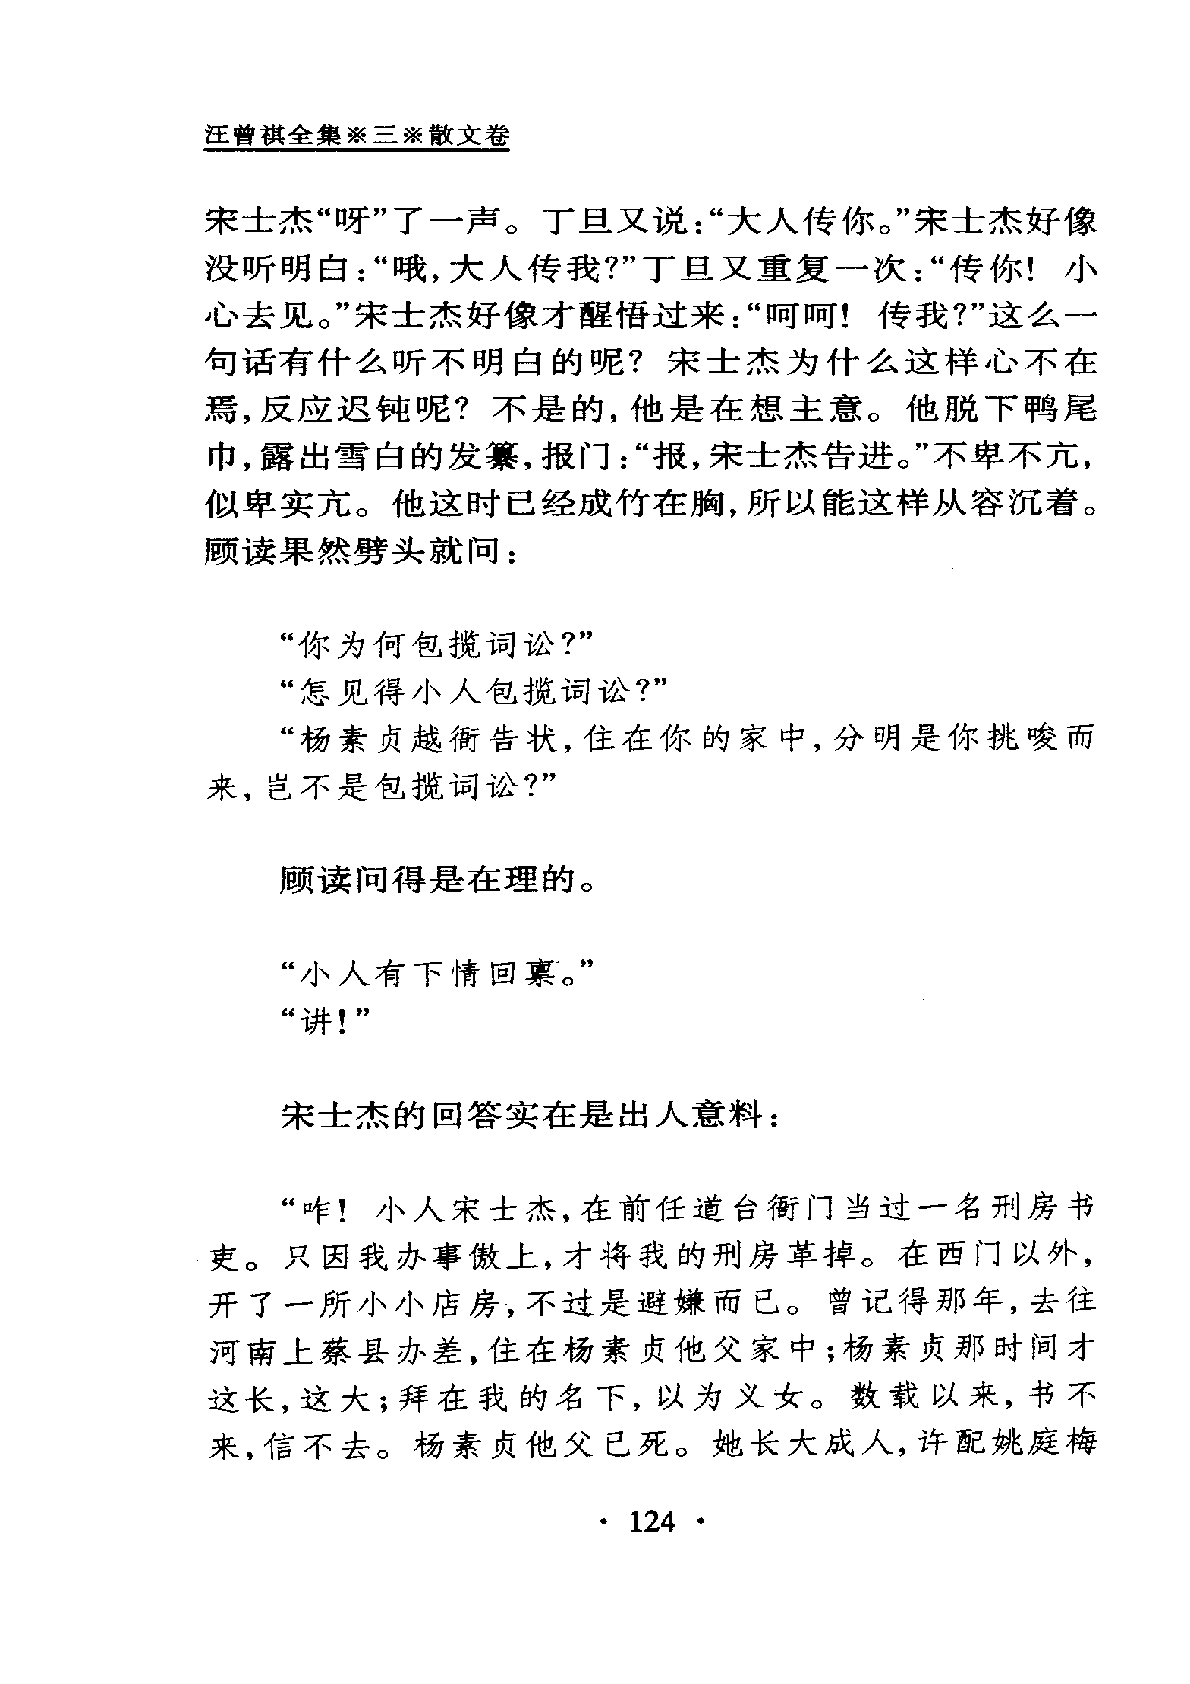 汪曾祺全集※三※散文卷
宋士杰“呀”了一声。丁旦又说：“大人传你。”宋士杰好像
没听明白：“哦，大人传我？”丁旦又重复一次：“传你！小
心去见。”宋士杰好像才醒悟过来：“呵呵！传我？”这么一
句话有什么听不明白的呢？宋士杰为什么这样心不在
焉，反应迟钝呢？不是的，他是在想主意。他脱下鸭尾
巾，露出雪白的发纂，报门：“报，宋士杰告进。”不卑不亢，
似卑实亢。他这时已经成竹在胸，所以能这样从容沉着。
顾读果然劈头就问：
“你为何包揽词讼？”
“怎见得小人包揽词讼？”
“杨素贞越衙告状，住在你的家中，分明是你挑唆而
来，岂不是包揽词讼？”
顾读问得是在理的。
“小人有下情回禀。”
“讲！”
宋士杰的回答实在是出人意料：
“咋！小人宋士杰，在前任道台衙门当过一名刑房书
吏。只因我办事傲上，才将我的刑房革掉。在西门以外，
开了一所小小店房，不过是避嫌而已。曾记得那年，去往
河南上蔡县办差，住在杨素贞他父家中；杨素贞那时间才
这长，这大；拜在我的名下，以为义女。数载以来，书不
来，信不去。杨素贞他父已死。她长大成人，许配姚庭梅
· 124 ·